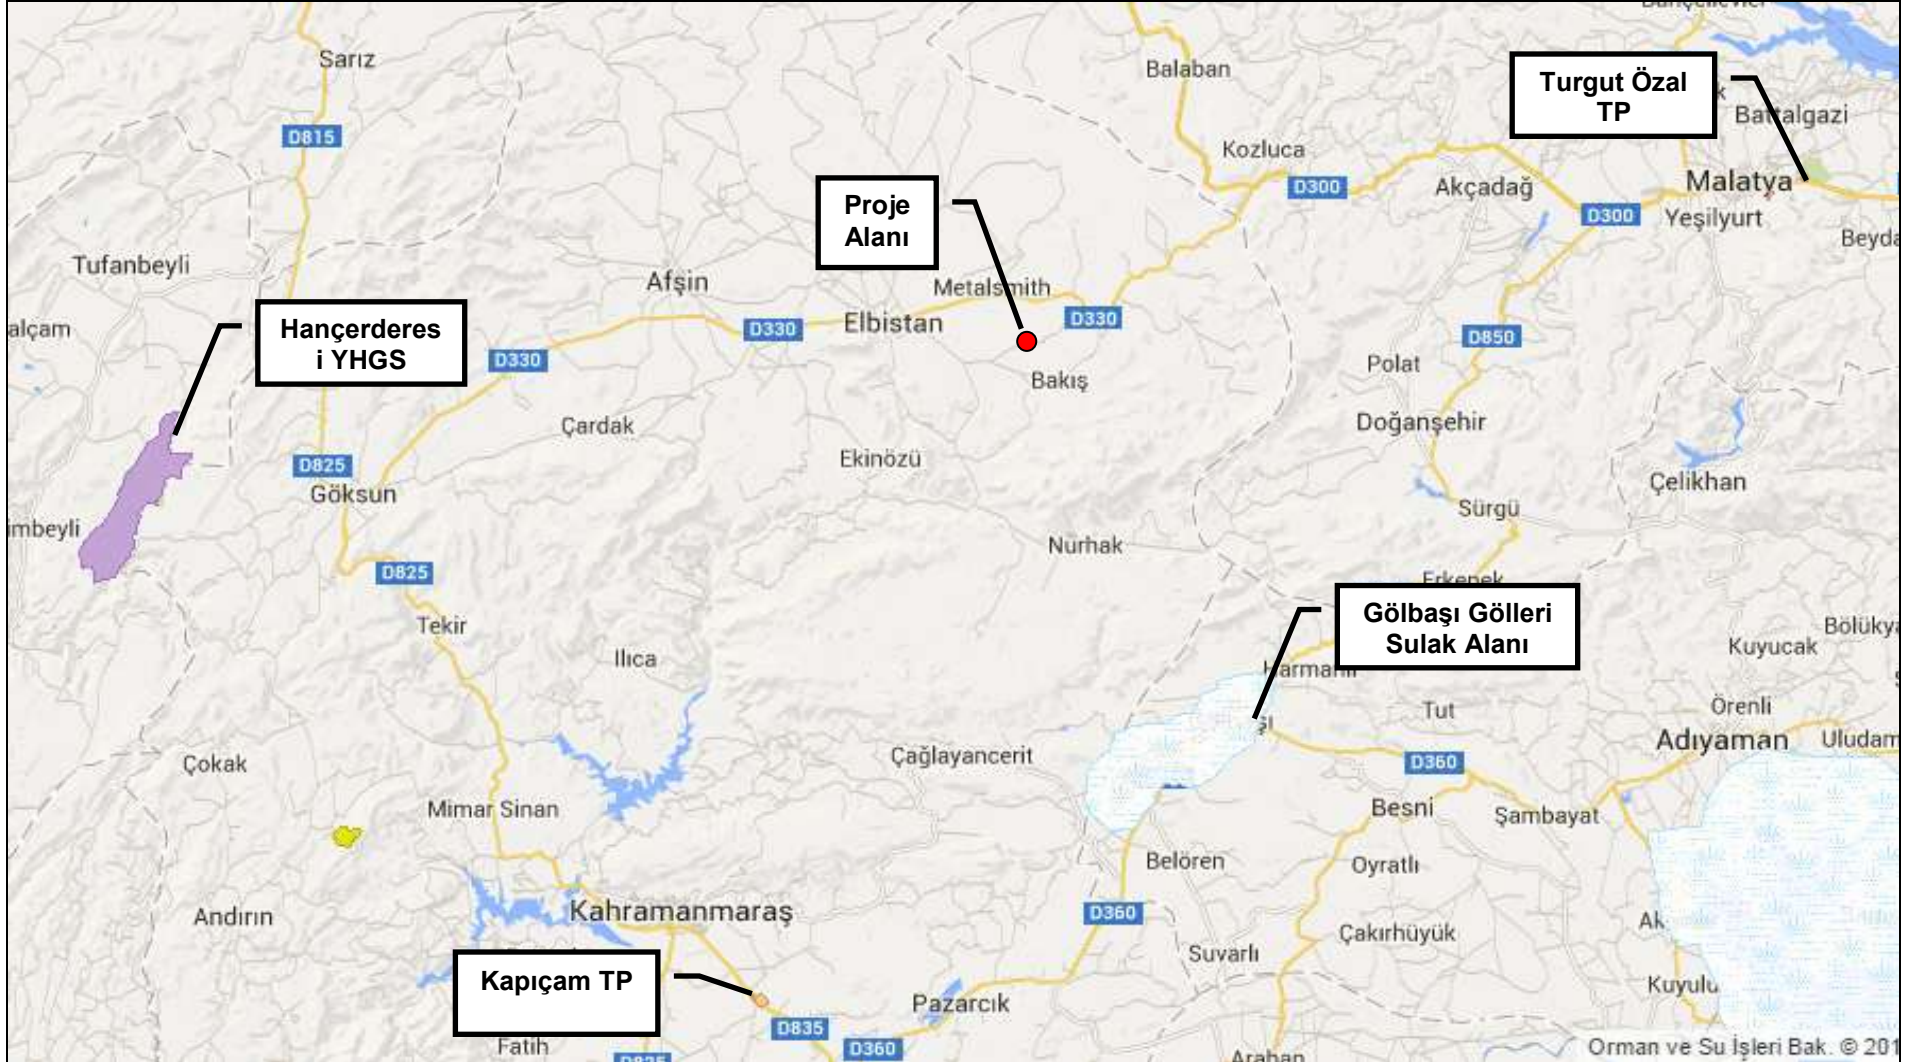 Sarız
Balaban
Turgut Özal
TP
Battalgazi
D815
Kozluca
D300
Akçadağ
Malatya
Proje
Alanı
D300
Yeşilyurt
Beyda
Tufanbeyli
Afşin
Metalsmith
Hançerderes
i YHGS
alçam
D330
Elbistan
D330
D330
D850
Polat
Bakış
Çardak
Doğanşehir
Ekinözü
D825
Göksun
Çelikhan
Sürgü
imbeyli
Nurhak
D825
Erkenek
Gölbaşı Gölleri
Sulak Alanı
Tekir
Bölükya
Kuyucak
Ilıca
Harmanlı
Tut
Örenli
şı
Adıyaman
Uludam
Çokak
Çağlayancerit
D360
Mimar Sinan
Besni
Şambayat
Belören
Oyratlı
Andırın
Kahramanmaraş
D360
Ak
Çakırhüyük
Suvarlı
Kapıçam TP
Kuyulu
Pazarcık
D835
D360
Fatih
D825
Araban
Orman ve Su İşleri Bak. © 201